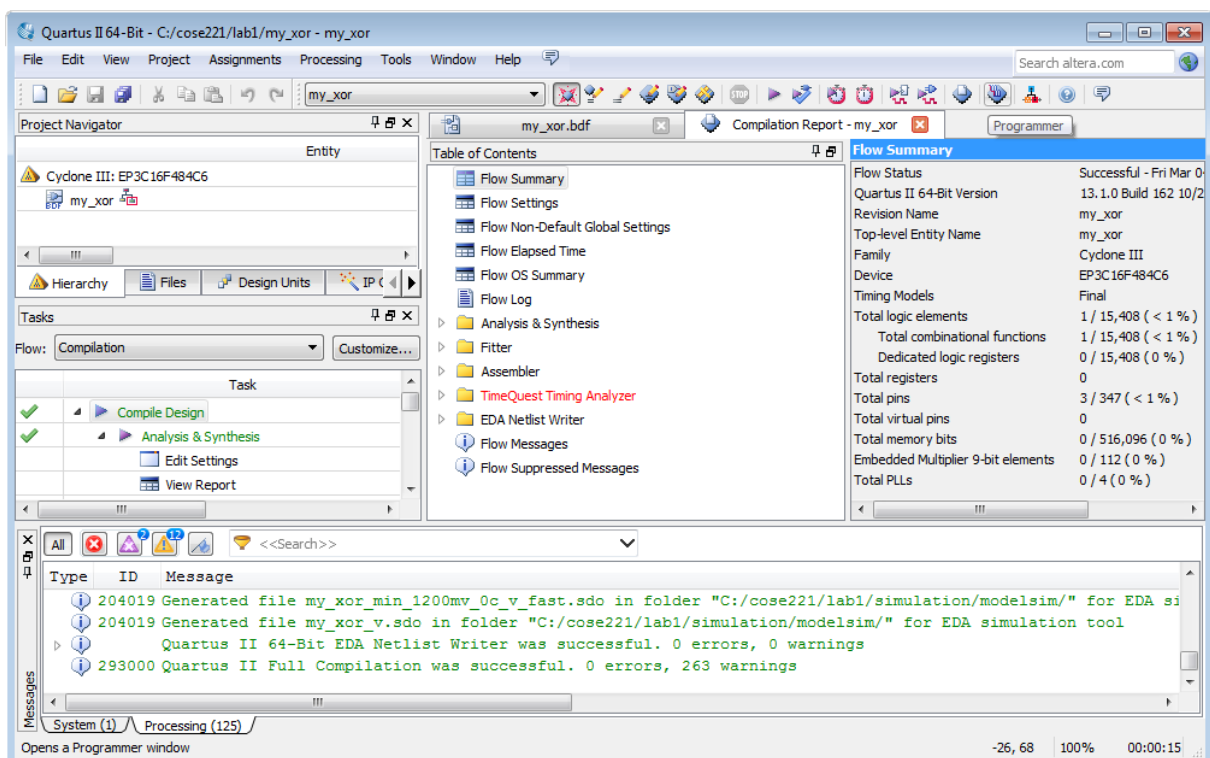 Quartus II 64-Bit - C:/cose221/lab1/my_xor - my_xor
File Edit View Project Assignments Processing Tools Window Help
Search altera.com
my_xor
STOP
Project Navigator
Entity
Cyclone III: EP3C16F484C6
BDF my_xor
Hierarchy Files Design Units IP
Tasks
Flow: Compilation Customize...
Task
Compile Design
Analysis & Synthesis
Edit Settings
View Report
my_xor.bdf
Compilation Report - my_xor
Programmer
Table of Contents
Flow Summary
Flow Settings
Flow Non-Default Global Settings
Flow Elapsed Time
Flow OS Summary
Flow Log
Analysis & Synthesis
Fitter
Assembler
TimeQuest Timing Analyzer
EDA Netlist Writer
Flow Messages
Flow Suppressed Messages
Flow Summary
Flow Status Successful - Fri Mar 0
Quartus II 64-Bit Version 13.1.0 Build 162 10/2
Revision Name my_xor
Top-level Entity Name my_xor
Family Cyclone III
Device EP3C16F484C6
Timing Models Final
Total logic elements 1 / 15,408 ( < 1 % )
Total combinational functions 1 / 15,408 ( < 1 % )
Dedicated logic registers 0 / 15,408 ( 0 % )
Total registers 0
Total pins 3 / 347 ( < 1 % )
Total virtual pins 0
Total memory bits 0 / 516,096 ( 0 % )
Embedded Multiplier 9-bit elements 0 / 112 ( 0 % )
Total PLLs 0 / 4 ( 0 % )
All 2 12 <<Search>>
Type ID Message
204019 Generated file my_xor_min_1200mv_0c_v_fast.sdo in folder "C:/cose221/lab1/simulation/modelsim/" for EDA si
204019 Generated file my_xor_v.sdo in folder "C:/cose221/lab1/simulation/modelsim/" for EDA simulation tool
Quartus II 64-Bit EDA Netlist Writer was successful. 0 errors, 0 warnings
293000 Quartus II Full Compilation was successful. 0 errors, 263 warnings
Messages
System (1) Processing (125)
Opens a Programmer window
-26, 68 100% 00:00:15